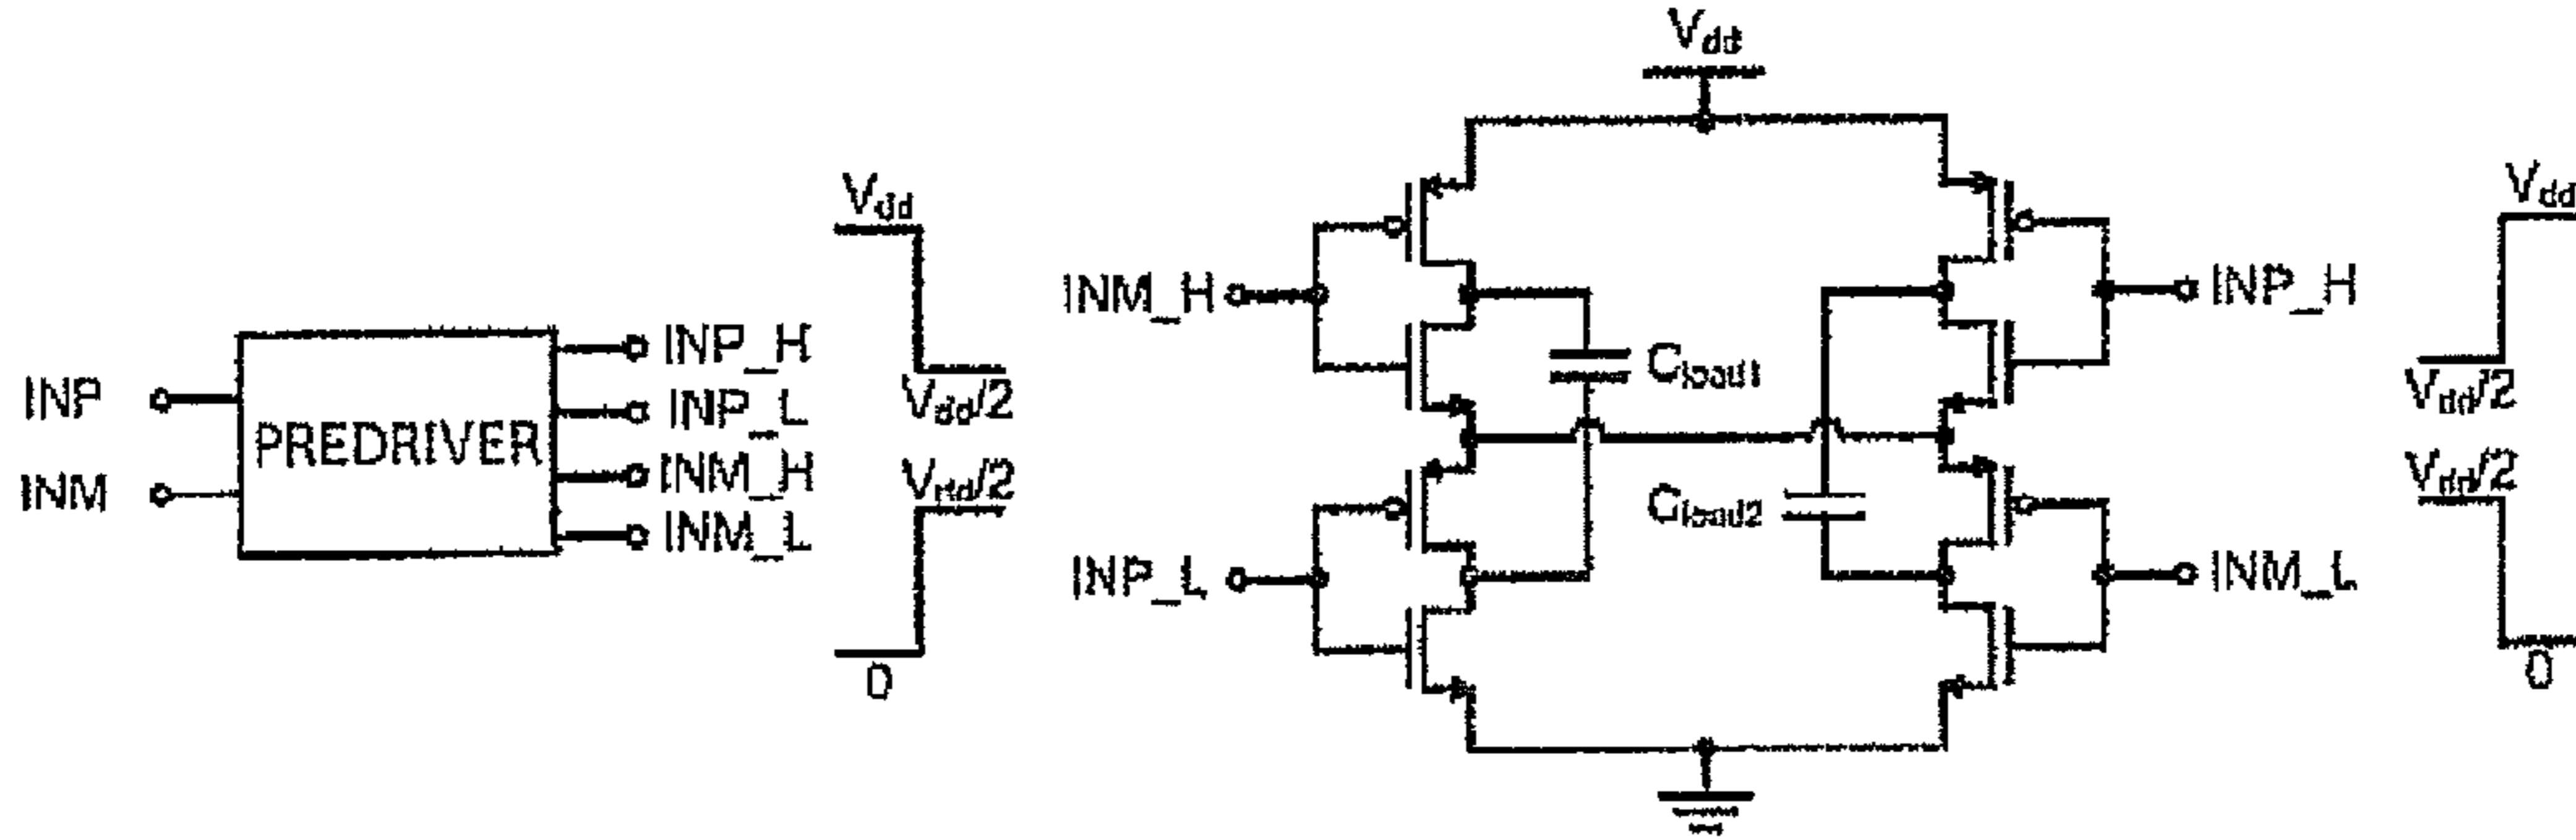 INP
INM
PREDRIVER
INP_H
INP_L
INM_H
INM_L
Vdd
Vdd/2
Vdd/2
0
Vdd
INM_H
INP_L
Cload1
Cload2
INP_H
INM_L
Vdd
Vdd/2
Vdd/2
0